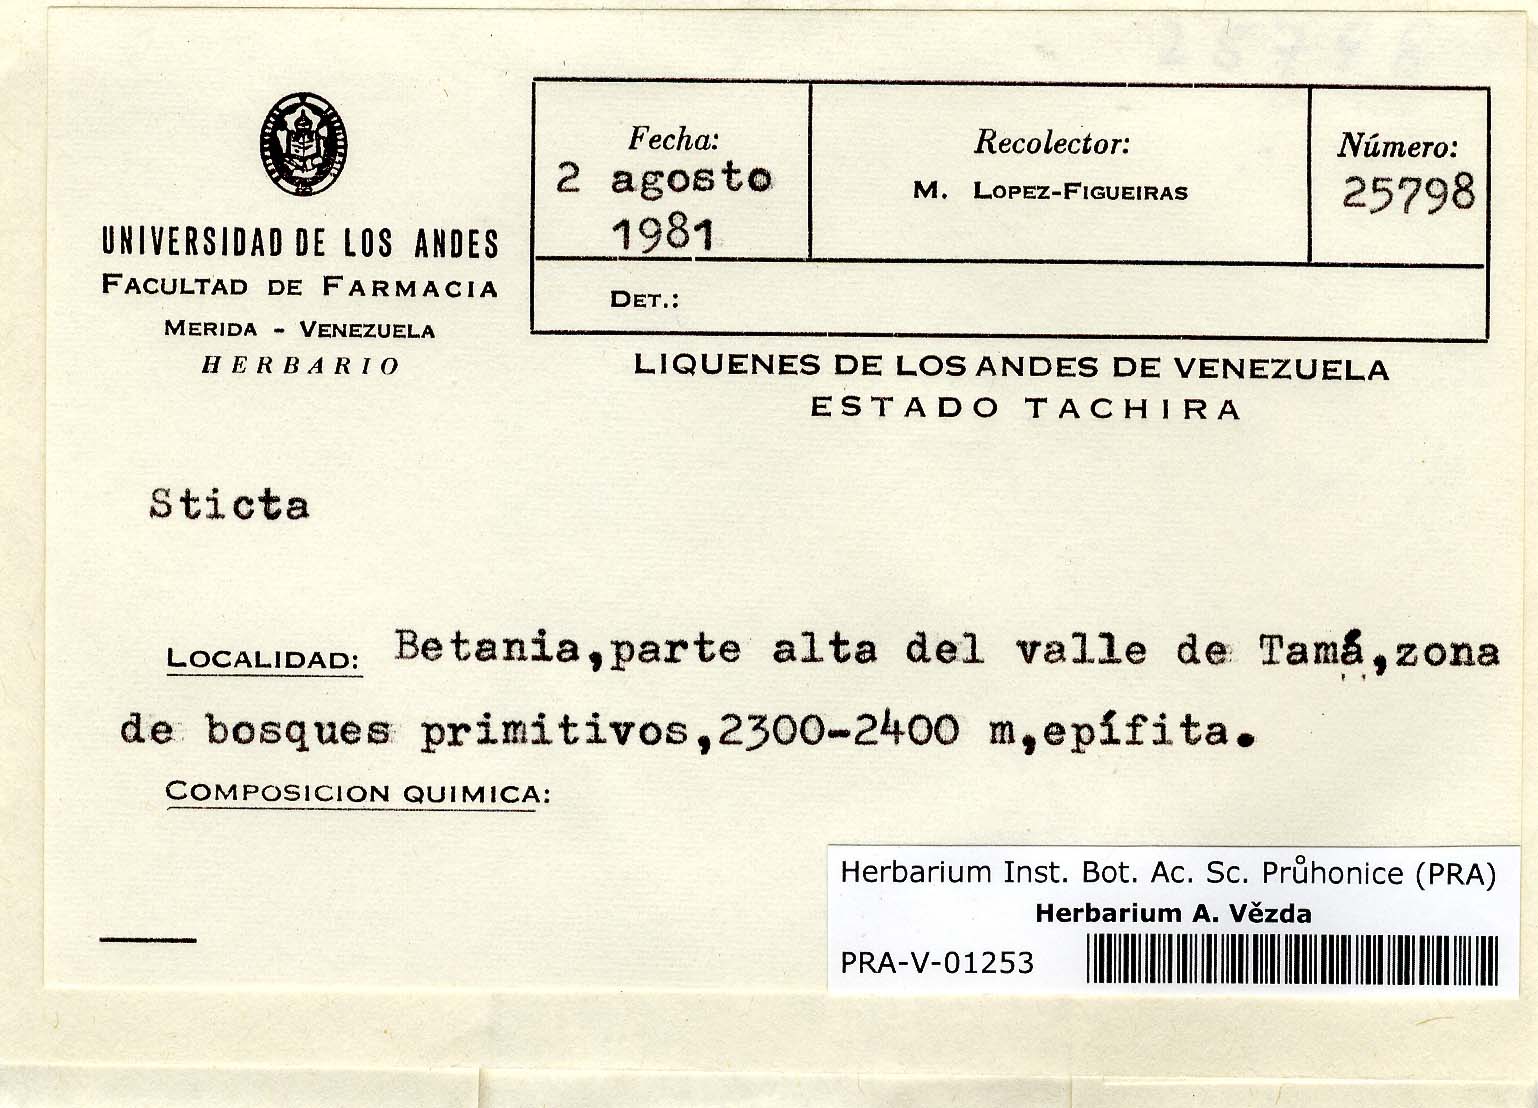 UNIVERSIDAD DE LOS ANDES
FACULTAD DE FARMACIA
MERIDA - VENEZUELA
HERBARIO
Fecha:
2 agosto
1981
Recolector:
M. LOPEZ-FIGUEIRAS
Número:
25798
DET.:
LIQUENES DE LOS ANDES DE VENEZUELA
ESTADO TACHIRA
Sticta
LOCALIDAD: Betania,parte alta del valle de Tamá,zona
de bosques primitivos,2300-2400 m,epífita.
COMPOSICION QUIMICA:
Herbarium Inst. Bot. Ac. Sc. Průhonice (PRA)
Herbarium A. Vězda
PRA-V-01253